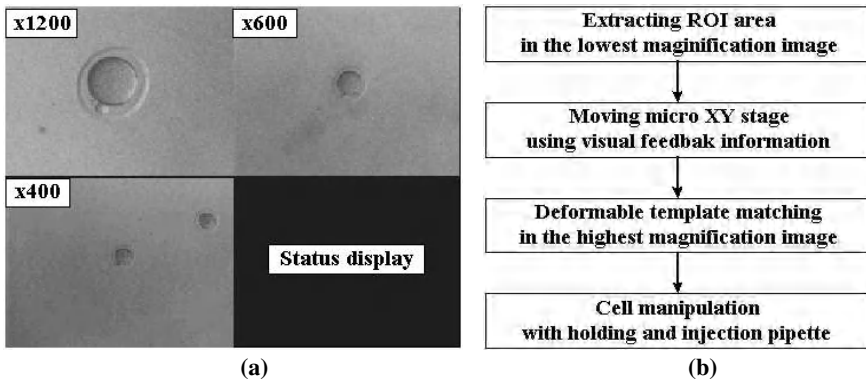 x1200
x600
x400
Status display
(a)
Extracting ROI area
in the lowest maginification image
Moving micro XY stage
using visual feedbak information
Deformable template matching
in the highest magnification image
Cell manipulation
with holding and injection pipette
(b)